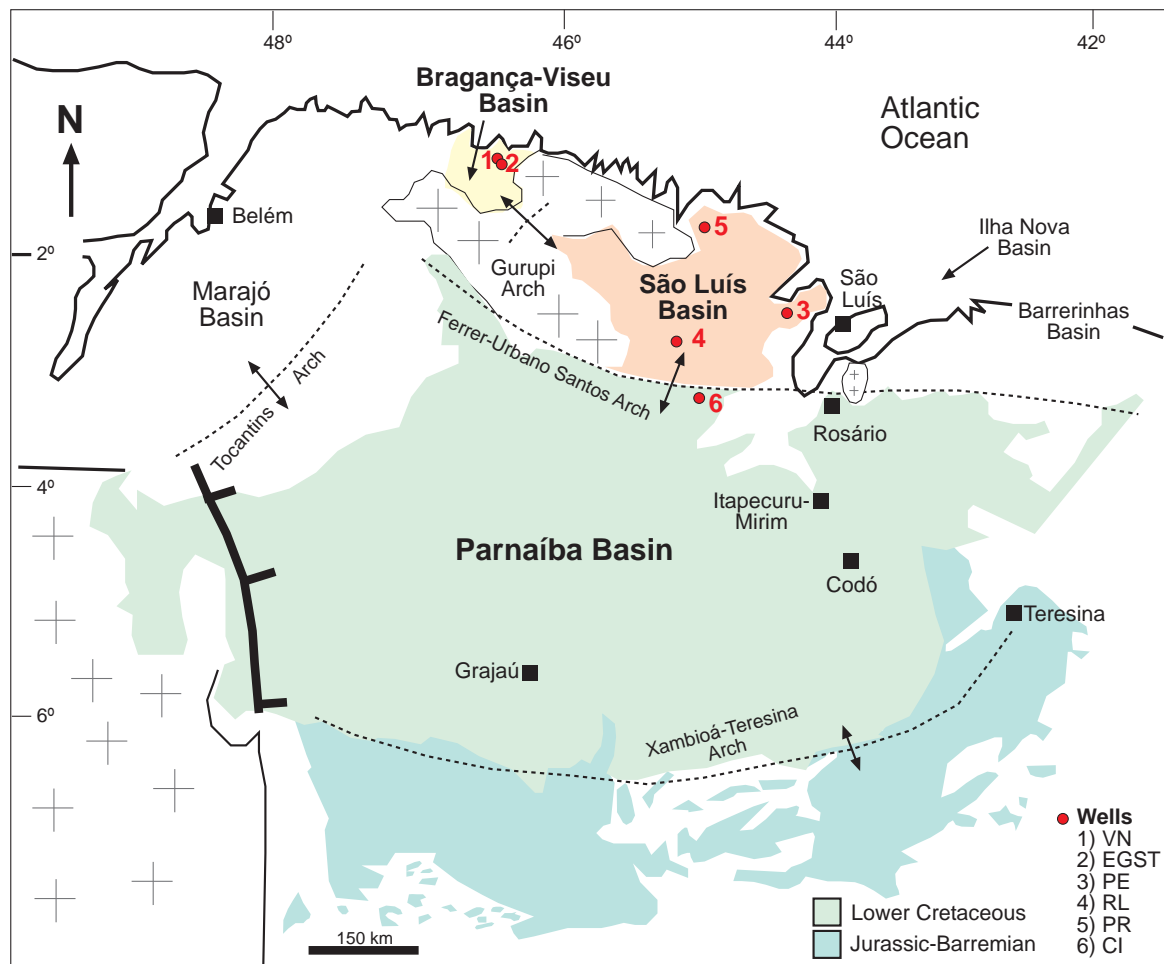 48º
46º
44º
42º
Bragança-Viseu
Basin
Atlantic
Ocean
N
1
2
Belém
5
Ilha Nova
Basin
2º
Gurupi
Arch
São Luís
Basin
São
Luís
Marajó
Basin
3
Barrerinhas
Basin
4
Ferrer-Urbano Santos Arch
Tocantins Arch
6
Rosário
4º
Itapecuru-
Mirim
Parnaíba Basin
Codó
Teresina
Grajaú
6º
Xambioá-Teresina
Arch
Wells
1) VN
2) EGST
3) PE
4) RL
5) PR
6) CI
Lower Cretaceous
Jurassic-Barremian
150 km